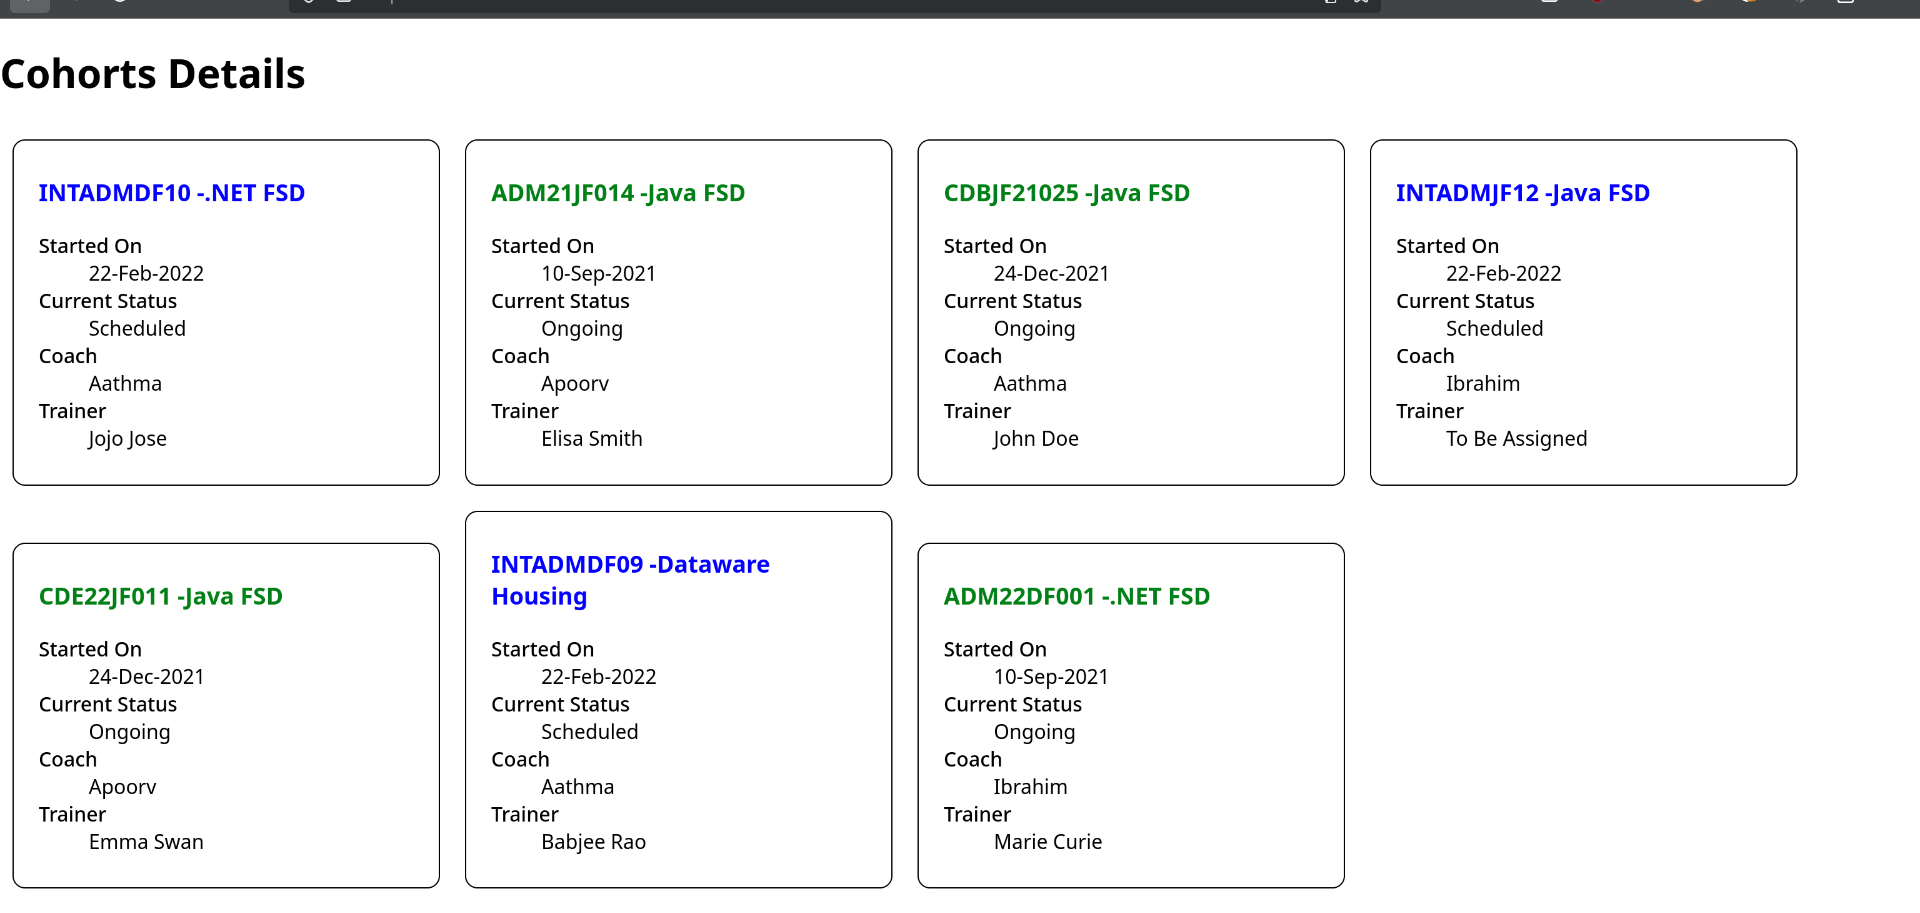 Cohorts Details
INTADMDF10 -.NET FSD
Started On
22-Feb-2022
Current Status
Scheduled
Coach
Aathma
Trainer
Jojo Jose
ADM21JF014 -Java FSD
Started On
10-Sep-2021
Current Status
Ongoing
Coach
Apoorv
Trainer
Elisa Smith
CDBJF21025 -Java FSD
Started On
24-Dec-2021
Current Status
Ongoing
Coach
Aathma
Trainer
John Doe
INTADMJF12 -Java FSD
Started On
22-Feb-2022
Current Status
Scheduled
Coach
Ibrahim
Trainer
To Be Assigned
CDE22JF011 -Java FSD
Started On
24-Dec-2021
Current Status
Ongoing
Coach
Apoorv
Trainer
Emma Swan
INTADMDF09 -Dataware
Housing
Started On
22-Feb-2022
Current Status
Scheduled
Coach
Aathma
Trainer
Babjee Rao
ADM22DF001 -.NET FSD
Started On
10-Sep-2021
Current Status
Ongoing
Coach
Ibrahim
Trainer
Marie Curie